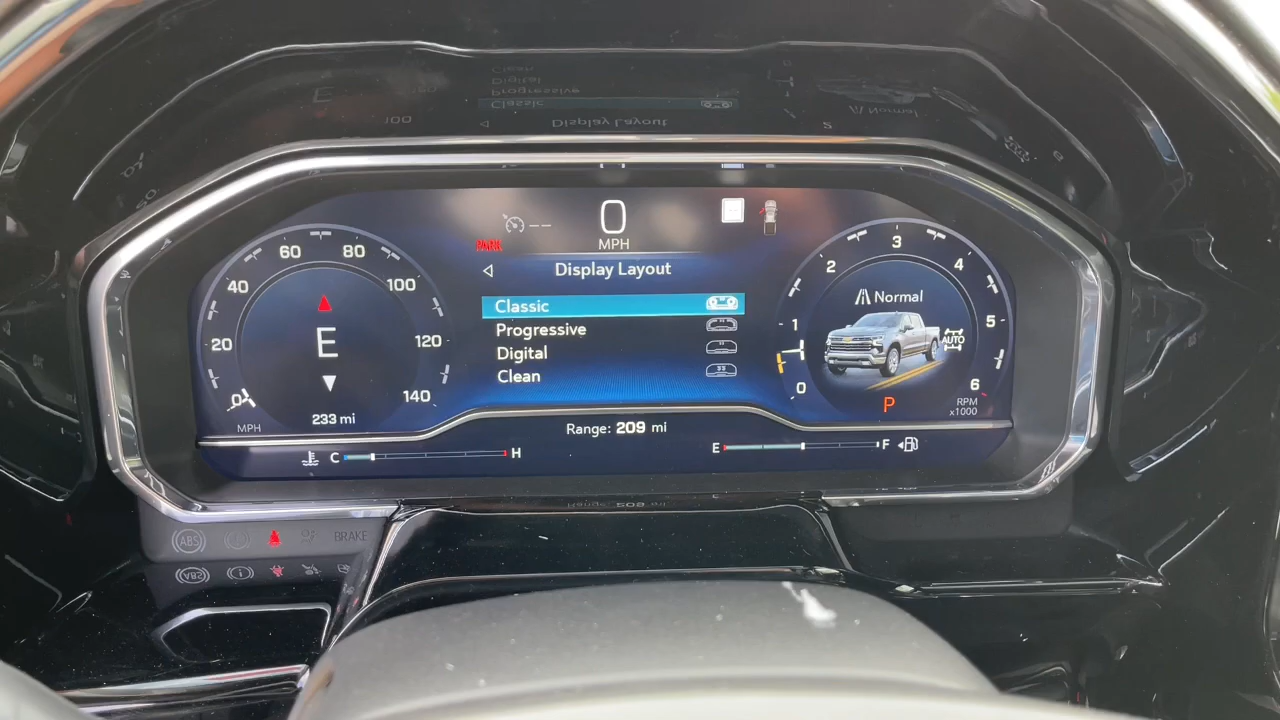 0
MPH
Display Layout
Classic
Progressive
Digital
Clean
0
20
40
60
80
100
120
140
MPH
E
233 mi
0
1
2
3
4
5
6
RPM
x1000
Normal
AUTO
P
Range: 209 mi
C H
E F
ABS
BRAKE